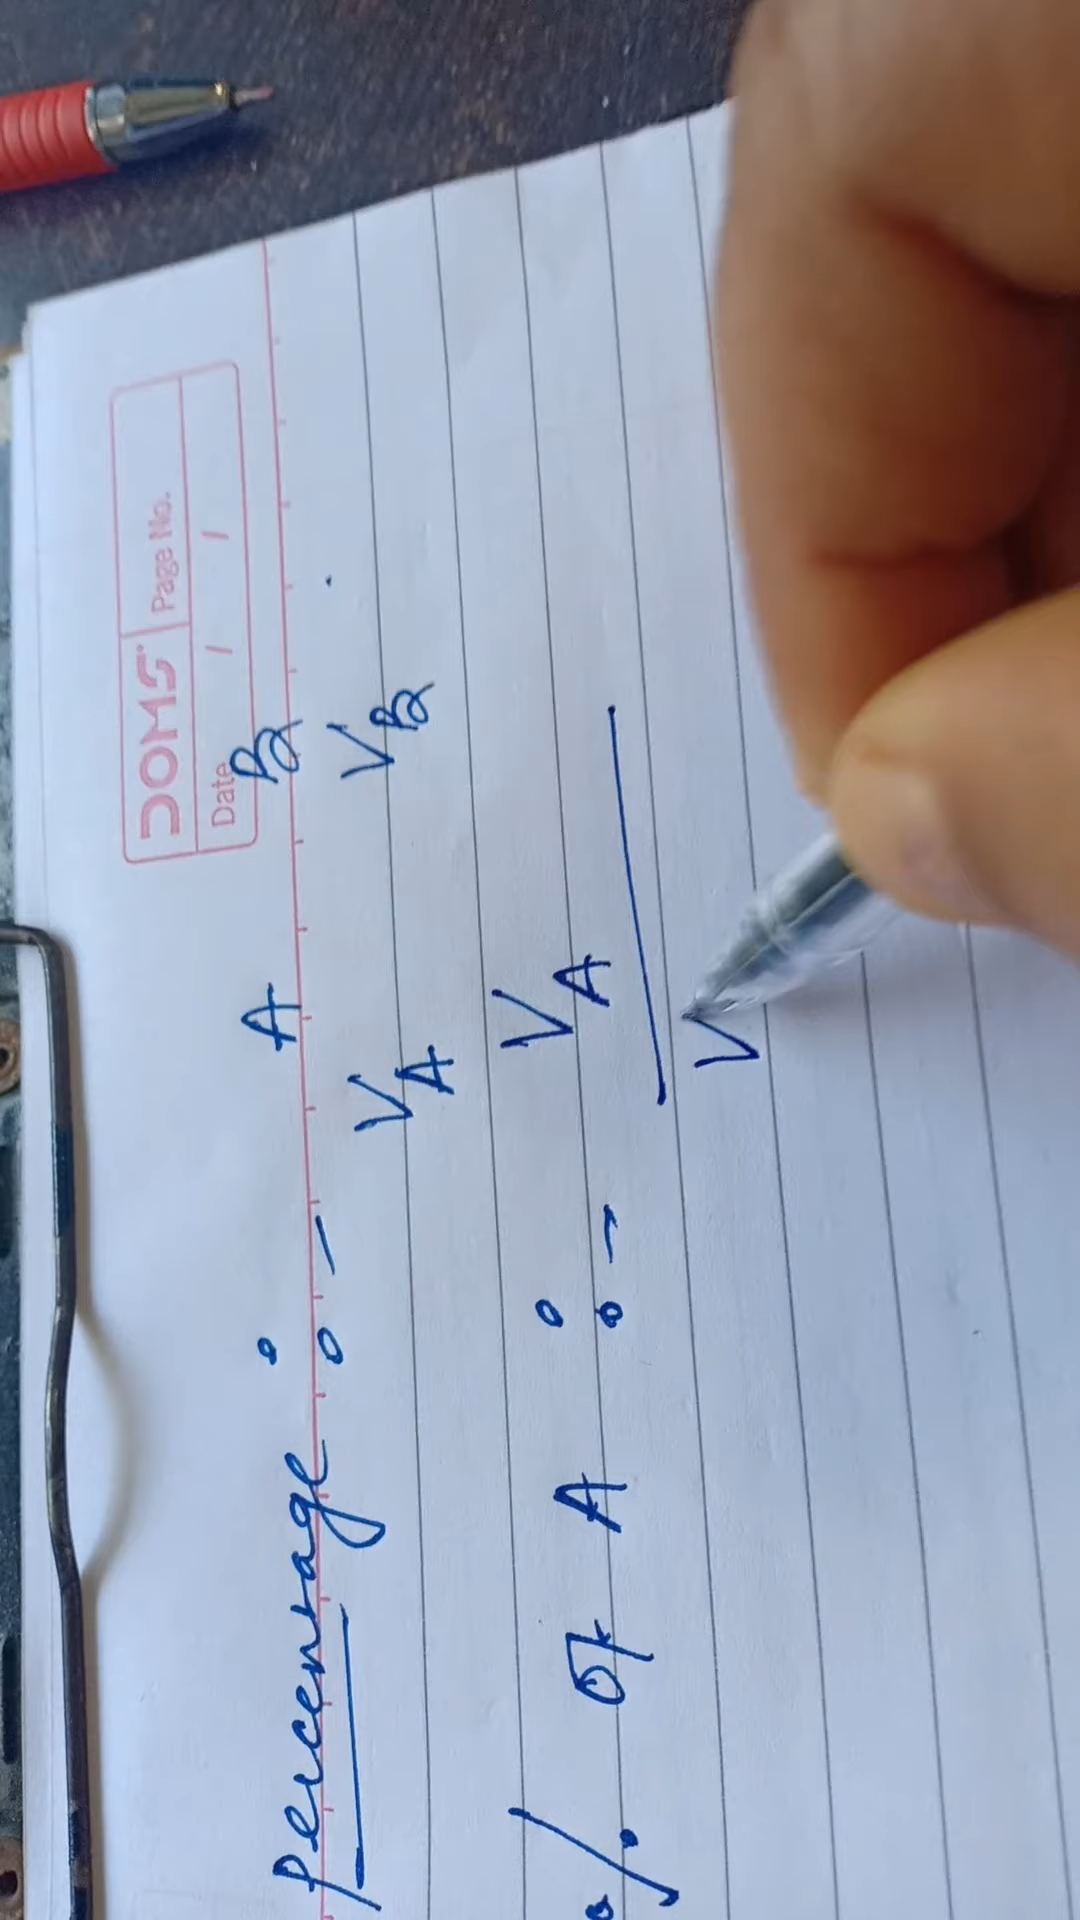 DOMS Page No.
Date / /
Percentage :- A B
VA VB
% of A :- VA
V